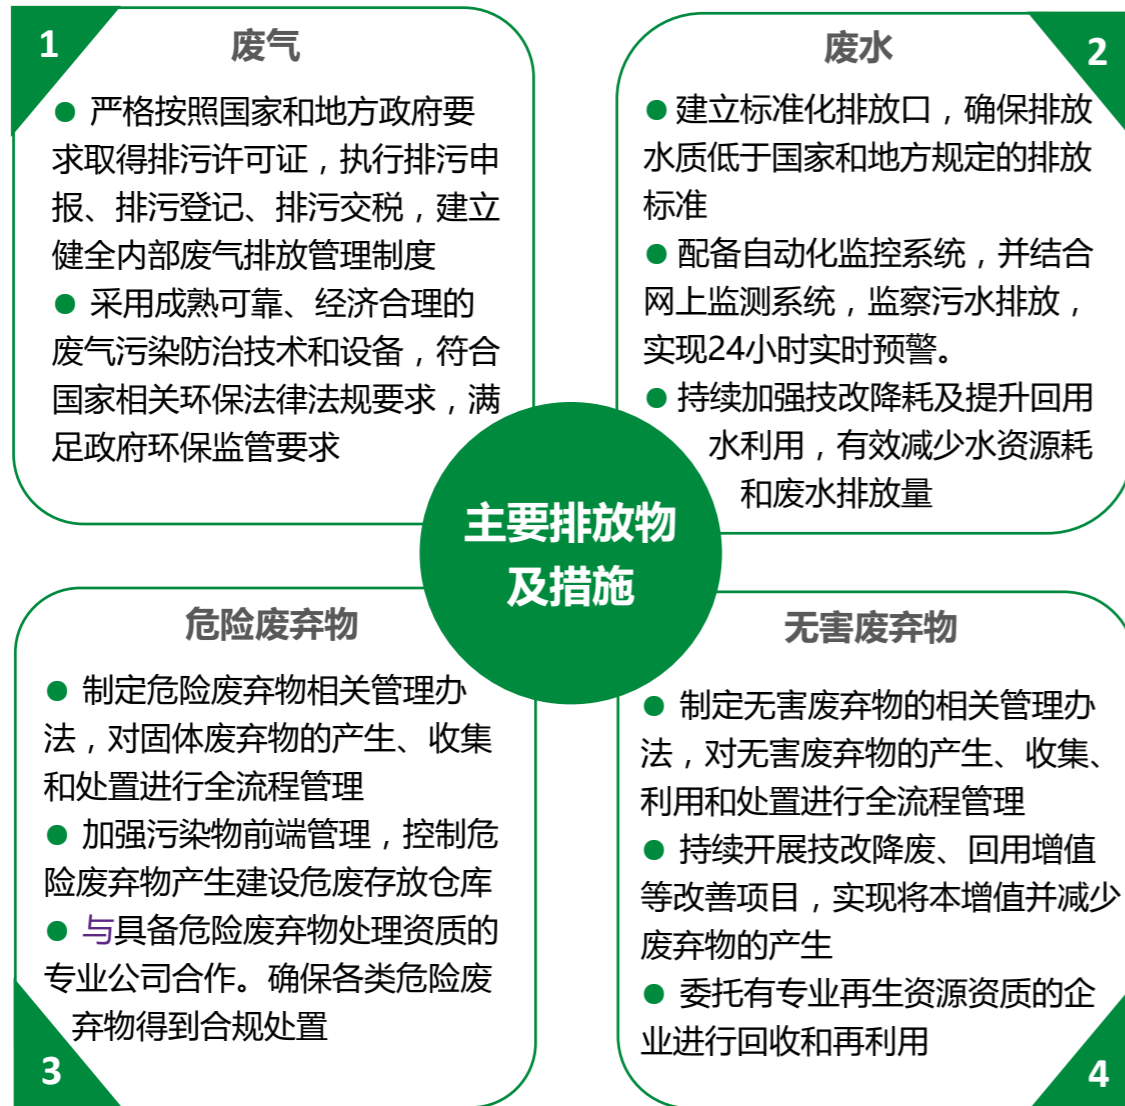 1
废气
● 严格按照国家和地方政府要
求取得排污许可证，执行排污申
报、排污登记、排污交税，建立
健全内部废气排放管理制度
● 采用成熟可靠、经济合理的
废气污染防治技术和设备，符合
国家相关环保法律法规要求，满
足政府环保监管要求
废水
2
● 建立标准化排放口，确保排放
水质低于国家和地方规定的排放
标准
● 配备自动化监控系统，并结合
网上监测系统，监察污水排放，
实现24小时实时预警。
● 持续加强技改降耗及提升回用
水利用，有效减少水资源耗
和废水排放量
主要排放物
及措施
危险废弃物
● 制定危险废弃物相关管理办
法，对固体废弃物的产生、收集
和处置进行全流程管理
● 加强污染物前端管理，控制危
险废弃物产生建设危废存放仓库
● 与具备危险废弃物处理资质的
专业公司合作。确保各类危险废
弃物得到合规处置
3
无害废弃物
● 制定无害废弃物的相关管理办
法，对无害废弃物的产生、收集、
利用和处置进行全流程管理
● 持续开展技改降废、回用增值
等改善项目，实现将本增值并减少
废弃物的产生
● 委托有专业再生资源资质的企
业进行回收和再利用
4